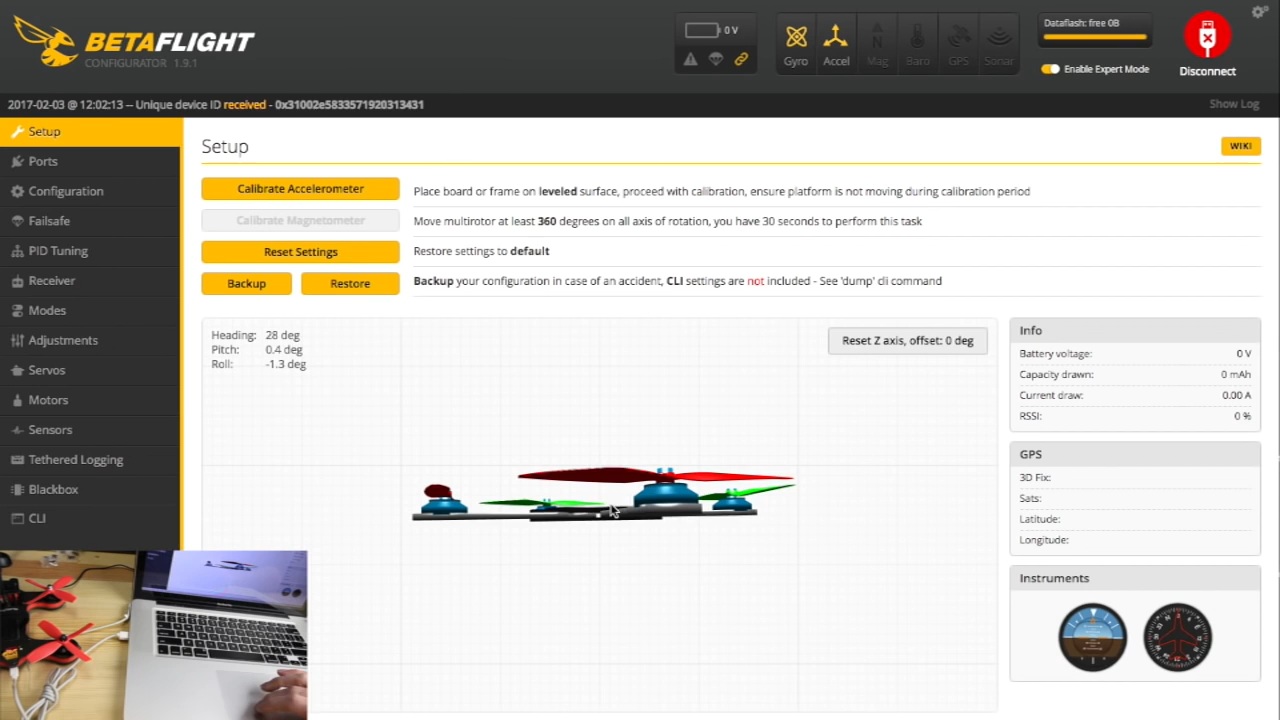 BETAFLIGHT
CONFIGURATOR 1.9.1
0 V
Gyro
Accel
Mag
Baro
GPS
Sonar
Dataflash: free 0B
Enable Expert Mode
Disconnect
2017-02-03 @ 12:02:13 -- Unique device ID received - 0x31002e5833571920313431
Show Log
Setup
Ports
Configuration
Failsafe
PID Tuning
Receiver
Modes
Adjustments
Servos
Motors
Sensors
Tethered Logging
Blackbox
CLI
Setup
WIKI
Calibrate Accelerometer
Place board or frame on leveled surface, proceed with calibration, ensure platform is not moving during calibration period
Calibrate Magnetometer
Move multirotor at least 360 degrees on all axis of rotation, you have 30 seconds to perform this task
Reset Settings
Restore settings to default
Backup
Restore
Backup your configuration in case of an accident, CLI settings are not included - See 'dump' cli command
Heading: 28 deg
Pitch: 0.4 deg
Roll: -1.3 deg
Reset Z axis, offset: 0 deg
Info
Battery voltage: 0 V
Capacity drawn: 0 mAh
Current draw: 0.00 A
RSSI: 0 %
GPS
3D Fix:
Sats:
Latitude:
Longitude:
Instruments